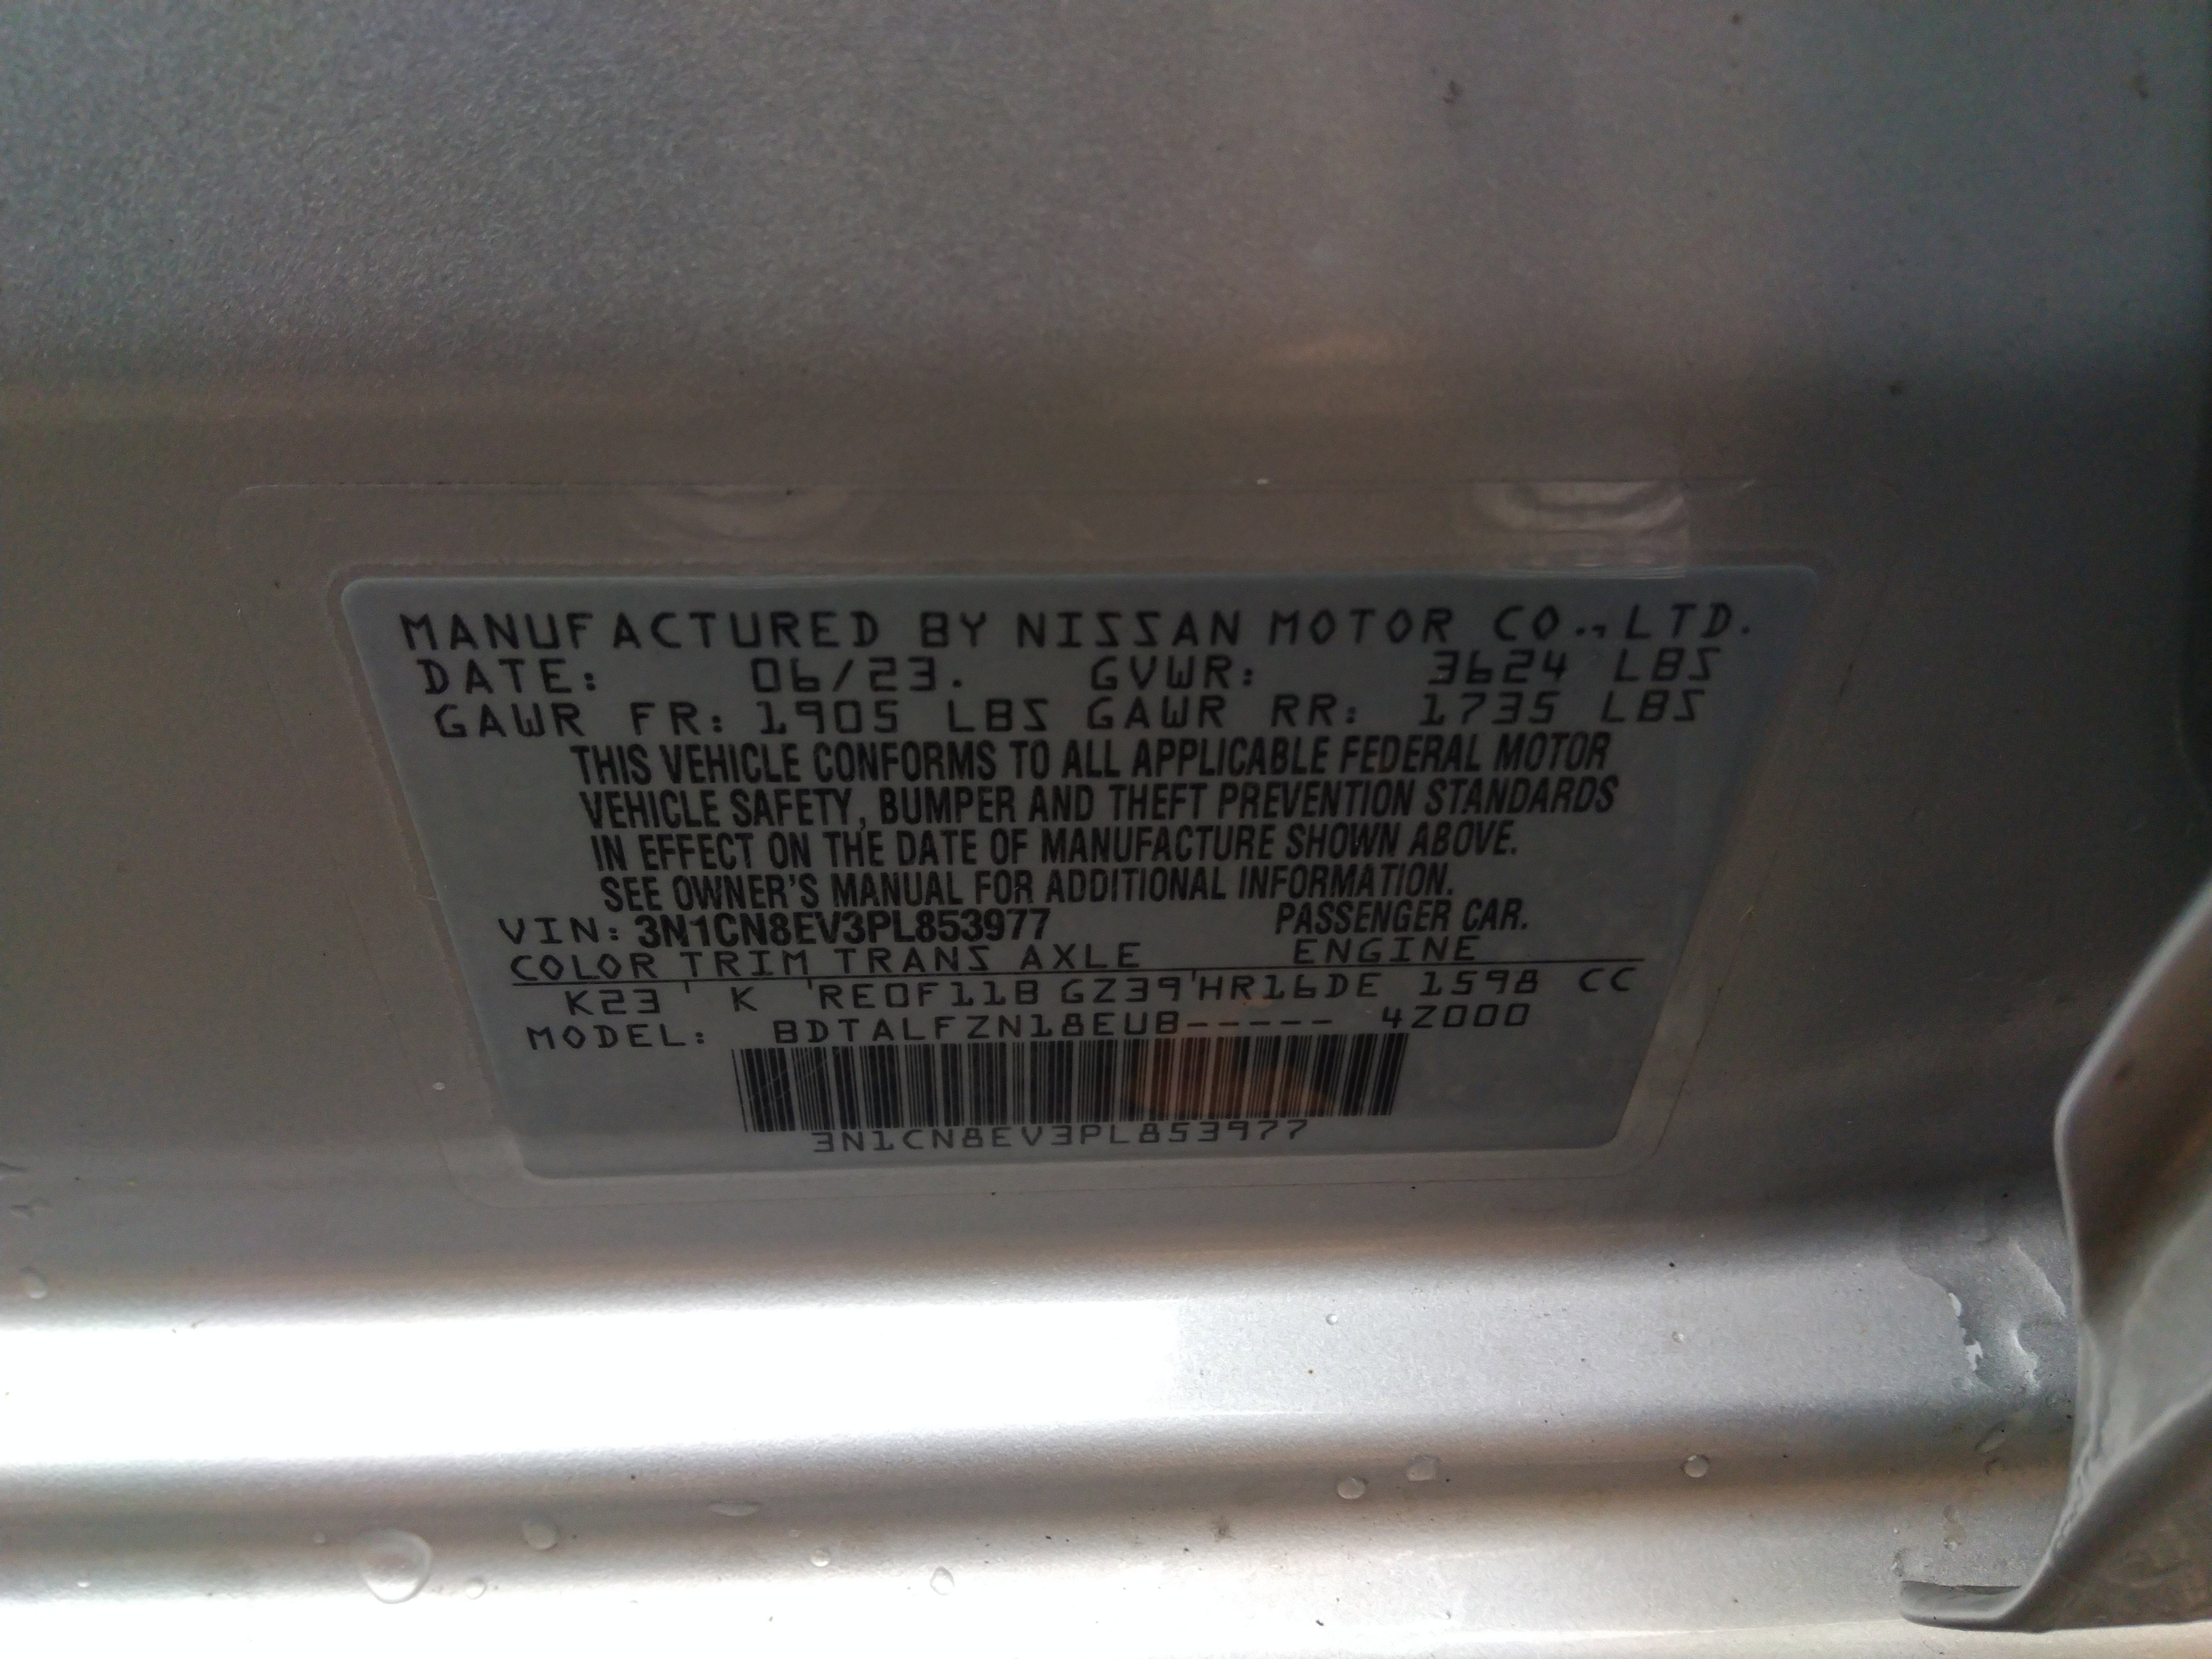 MANUFACTURED BY NISSAN MOTOR CO., LTD.
DATE: 06/23. GVWR: 3624 LBS
GAWR FR: 1905 LBS GAWR RR: 1735 LBS
THIS VEHICLE CONFORMS TO ALL APPLICABLE FEDERAL MOTOR
VEHICLE SAFETY, BUMPER AND THEFT PREVENTION STANDARDS
IN EFFECT ON THE DATE OF MANUFACTURE SHOWN ABOVE.
SEE OWNER'S MANUAL FOR ADDITIONAL INFORMATION.
VIN: 3N1CN8EV3PL853977 PASSENGER CAR.
COLOR TRIM TRANS AXLE ENGINE
K23 ' K 'RE0F11B GZ39'HR16DE 1598 CC
MODEL: BDTALFZN18EUB----- 4Z000
3N1CN8EV3PL853977